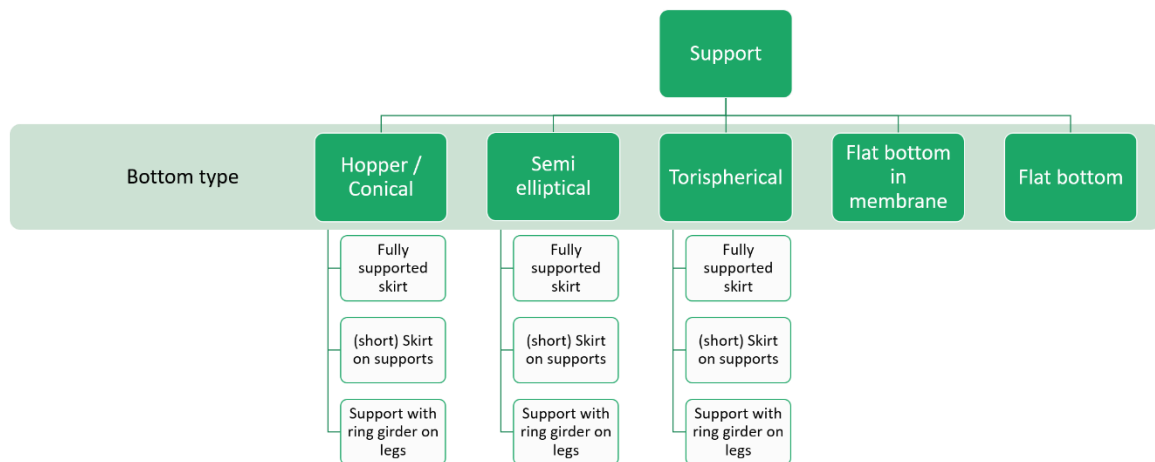 Support
Bottom type
Hopper /
Conical
Semi
elliptical
Torispherical
Flat bottom
in
membrane
Flat bottom
Fully
supported
skirt
Fully
supported
skirt
Fully
supported
skirt
(short) Skirt
on supports
(short) Skirt
on supports
(short) Skirt
on supports
Support with
ring girder on
legs
Support with
ring girder on
legs
Support with
ring girder on
legs